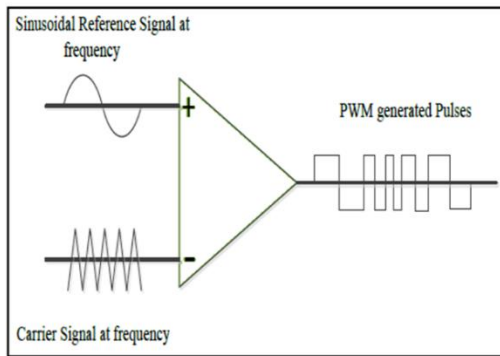 Sinusoidal Reference Signal at
frequency
+
PWM generated Pulses
-
Carrier Signal at frequency